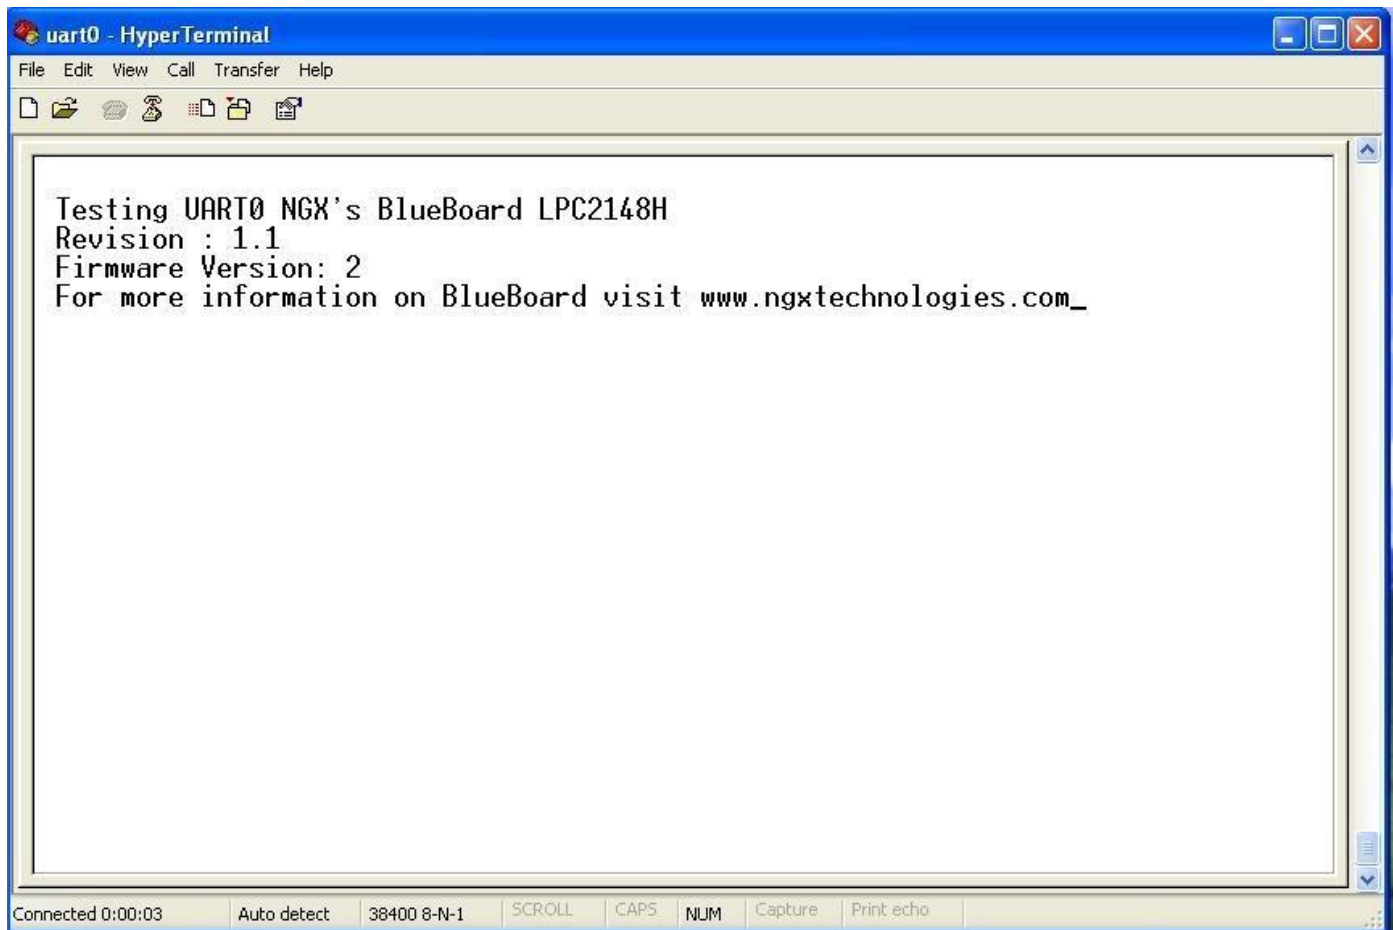 uart0 - HyperTerminal
File Edit View Call Transfer Help
Testing UART0 NGX's BlueBoard LPC2148H
Revision : 1.1
Firmware Version: 2
For more information on BlueBoard visit www.ngxtechnologies.com_
Connected 0:00:03 Auto detect 38400 8-N-1 SCROLL CAPS NUM Capture Print echo